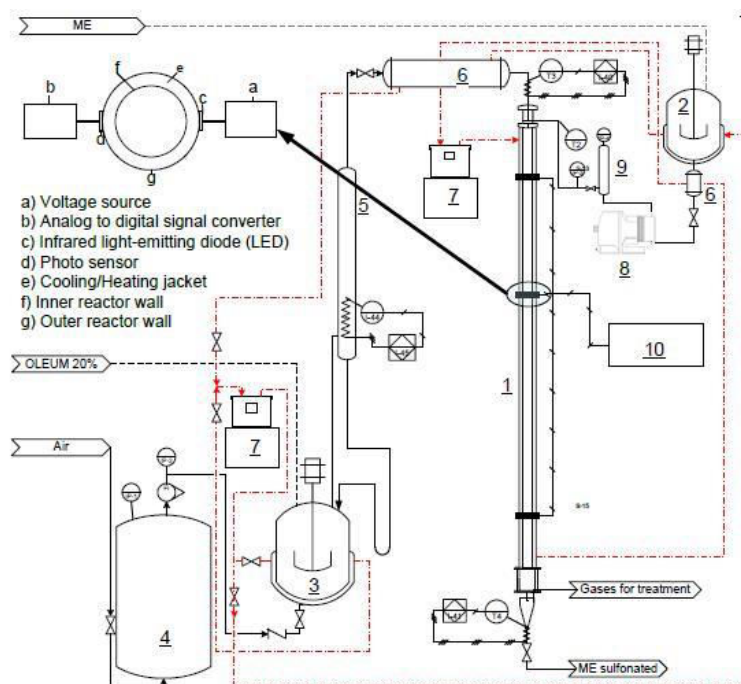 ME
f
e
b
c
a
d
g
a) Voltage source
b) Analog to digital signal converter
c) Infrared light-emitting diode (LED)
d) Photo sensor
e) Cooling/Heating jacket
f) Inner reactor wall
g) Outer reactor wall
6
T3
2
T2
7
9
6
5
8
10
OLEUM 20%
1
7
Air
3
4
Gases for treatment
T4
ME sulfonated